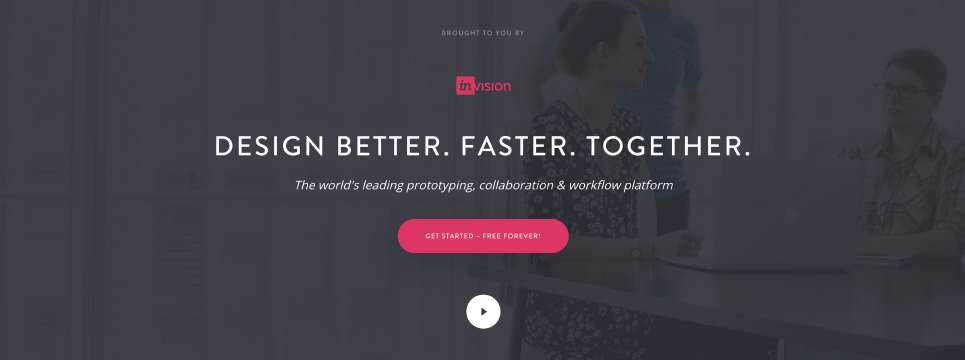 BROUGHT TO YOU BY
invision
DESIGN BETTER. FASTER. TOGETHER.
The world's leading prototyping, collaboration & workflow platform
GET STARTED – FREE FOREVER!